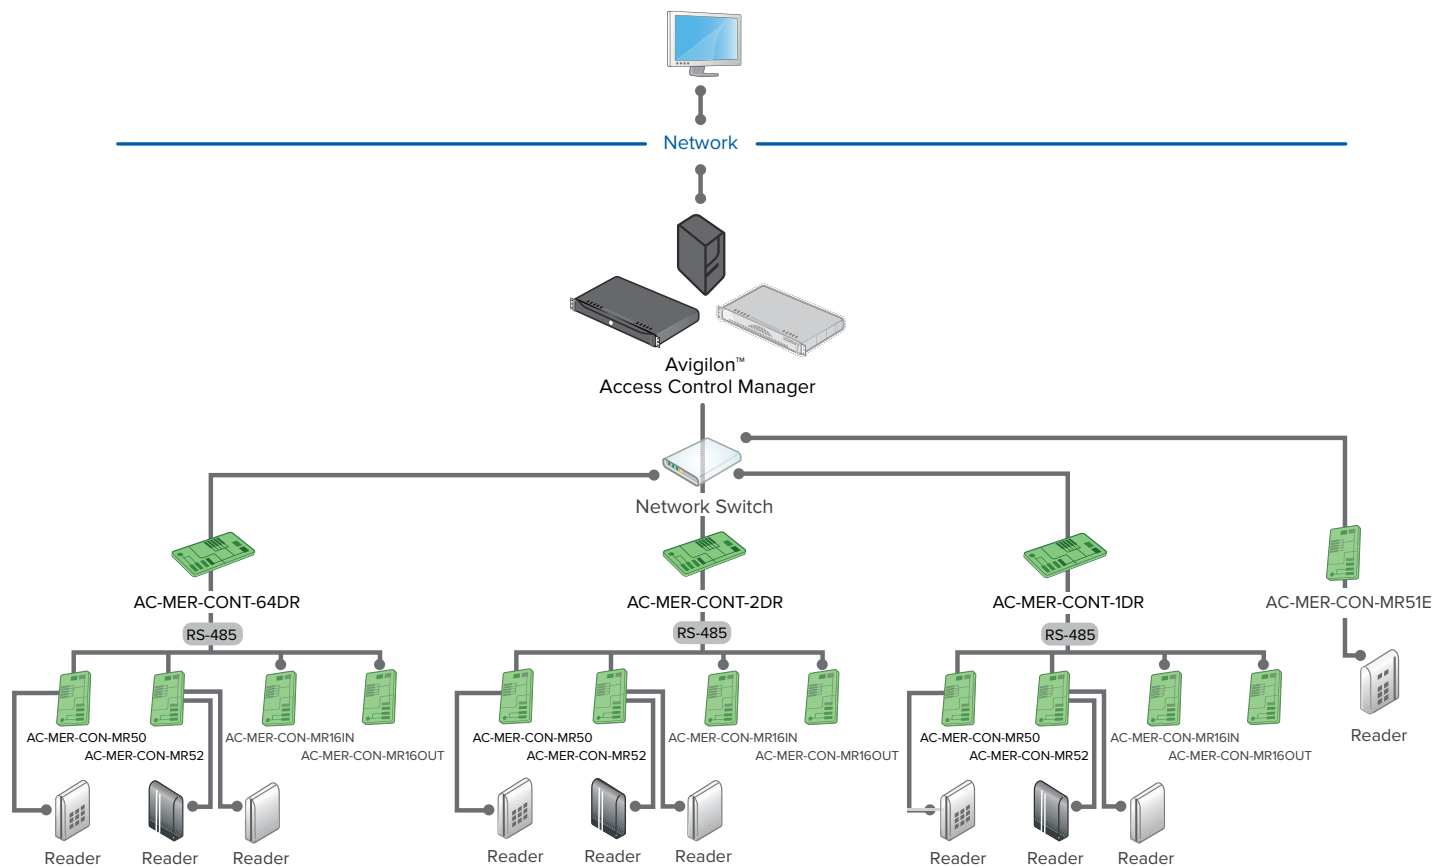 Network
Avigilon™
Access Control Manager
Network Switch
AC-MER-CONT-64DR
AC-MER-CONT-2DR
AC-MER-CONT-1DR
AC-MER-CON-MR51E
RS-485
RS-485
RS-485
AC-MER-CON-MR50
AC-MER-CON-MR16IN
AC-MER-CON-MR52
AC-MER-CON-MR16OUT
AC-MER-CON-MR50
AC-MER-CON-MR16IN
AC-MER-CON-MR52
AC-MER-CON-MR16OUT
AC-MER-CON-MR50
AC-MER-CON-MR16IN
AC-MER-CON-MR52
AC-MER-CON-MR16OUT
Reader
Reader
Reader
Reader
Reader
Reader
Reader
Reader
Reader
Reader